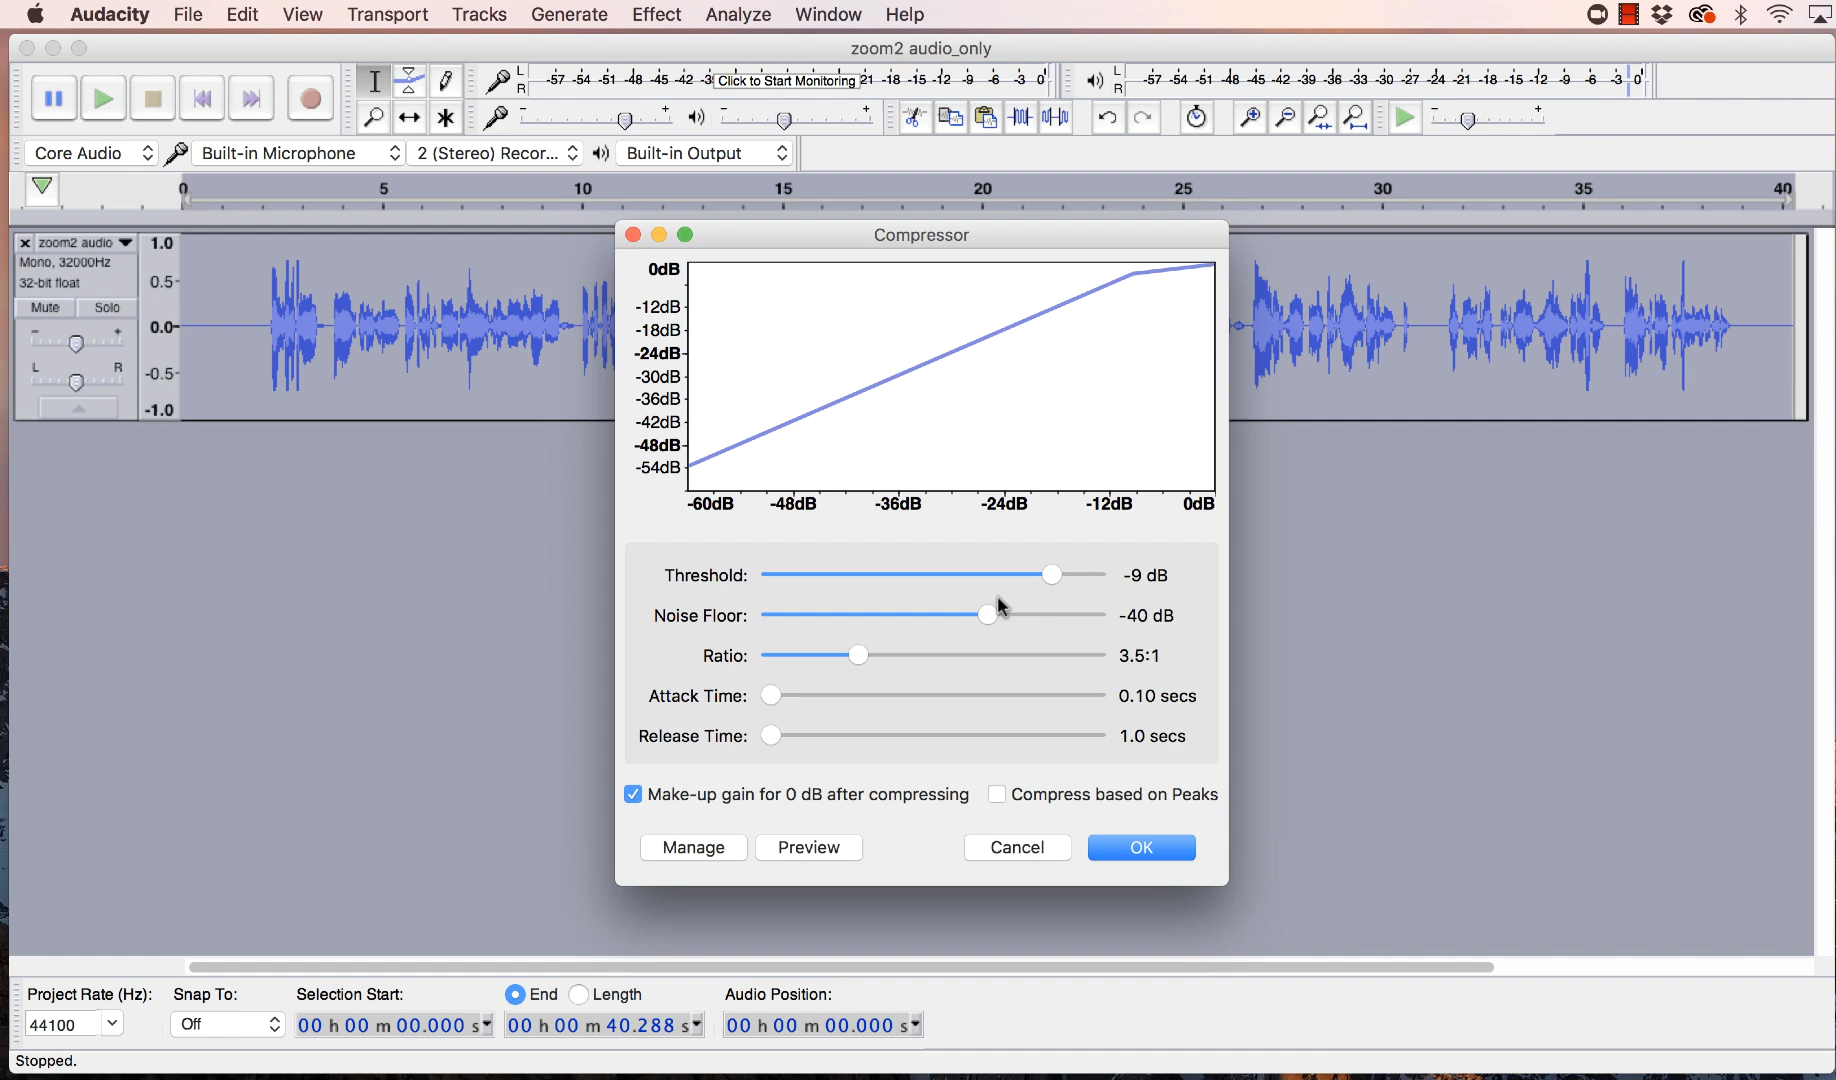 Audacity File Edit View Transport Tracks Generate Effect Analyze Window Help
zoom2 audio_only
L
R
-57 -54 -51 -48 -45 -42 -3 Click to Start Monitoring 21 -18 -15 -12 -9 -6 -3 0
L
R
-57 -54 -51 -48 -45 -42 -39 -36 -33 -30 -27 -24 -21 -18 -15 -12 -9 -6 -3 0
Core Audio Built-in Microphone 2 (Stereo) Recor... Built-in Output
0 5 10 15 20 25 30 35 40
zoom2 audio
Mono, 32000Hz
32-bit float
Mute Solo
L R
1.0
0.5
0.0
-0.5
-1.0
Compressor
0dB
-12dB
-18dB
-24dB
-30dB
-36dB
-42dB
-48dB
-54dB
-60dB -48dB -36dB -24dB -12dB 0dB
Threshold: -9 dB
Noise Floor: -40 dB
Ratio: 3.5:1
Attack Time: 0.10 secs
Release Time: 1.0 secs
Make-up gain for 0 dB after compressing Compress based on Peaks
Manage Preview Cancel OK
Project Rate (Hz): Snap To: Selection Start: End Length Audio Position:
44100 Off 00 h 00 m 00.000 s 00 h 00 m 40.288 s 00 h 00 m 00.000 s
Stopped.